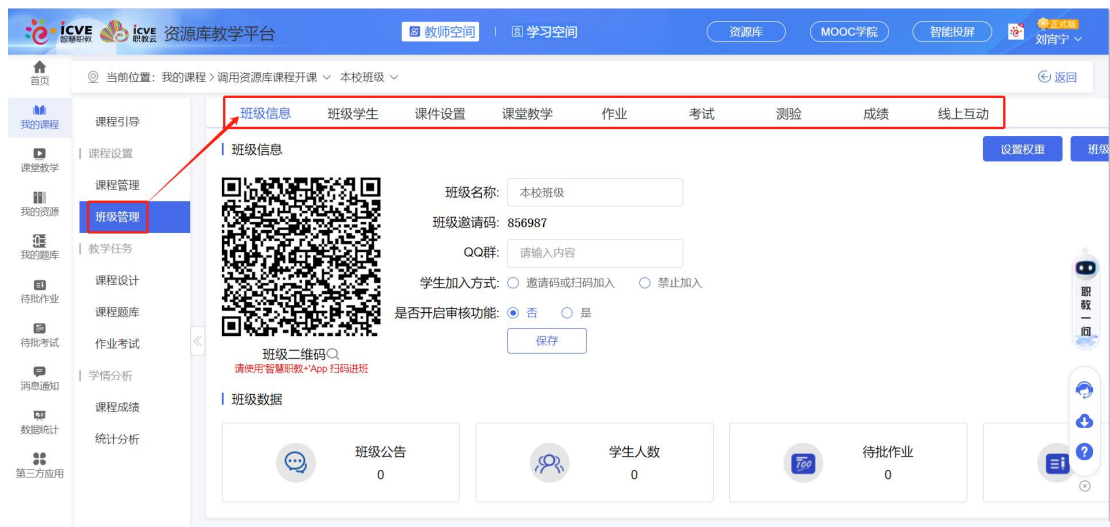 icve 智慧职教 icve 职教云 资源库教学平台 教师空间 学习空间 资源库 MOOC学院 智能投屏 正式版 刘宵宁
首页
当前位置：我的课程>调用资源库课程开课 本校班级 返回
我的课程
课堂教学
我的资源
我的题库
待批作业
待批考试
消息通知
数据统计
第三方应用
课程引导
课程设置
课程管理
班级管理
教学任务
课程设计
课程题库
作业考试
学情分析
课程成绩
统计分析
班级信息 班级学生 课件设置 课堂教学 作业 考试 测验 成绩 线上互动
班级信息 设置权重 班级
班级名称: 本校班级
班级邀请码: 856987
QQ群: 请输入内容
学生加入方式: 邀请码或扫码加入 禁止加入
是否开启审核功能: 否 是
保存
班级二维码
请使用'智慧职教+'App 扫码进班
班级数据
班级公告
0
学生人数
0
待批作业
0
职教一问